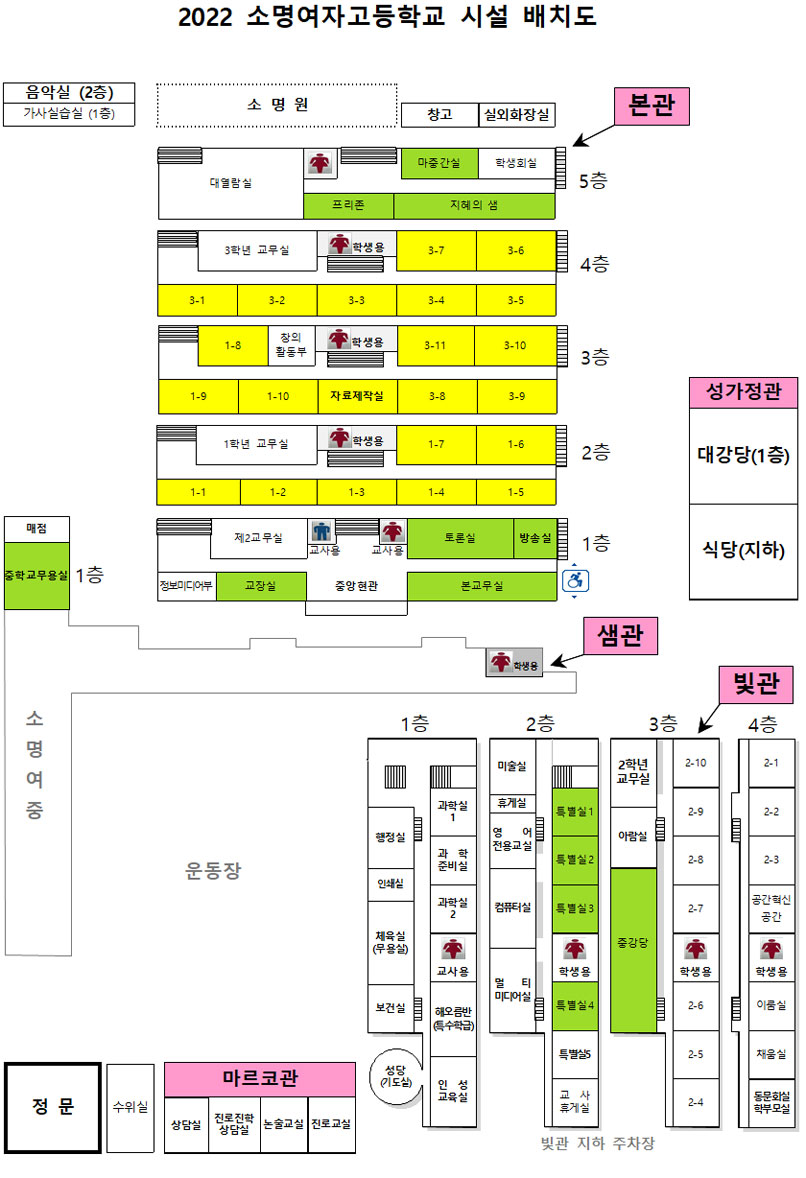 2022 소명여자고등학교 시설 배치도
음악실 (2층)
가사실습실 (1층)
소 명 원
창고
실외화장실
본관
대열람실
마중간실
학생회실
프리존
지혜의 샘
5층
3학년 교무실
학생용
3-7
3-6
4층
3-1
3-2
3-3
3-4
3-5
1-8
창의
활동부
학생용
3-11
3-10
3층
1-9
1-10
자료제작실
3-8
3-9
성가정관
대강당(1층)
식당(지하)
1학년 교무실
학생용
1-7
1-6
2층
1-1
1-2
1-3
1-4
1-5
매점
중학교무용실
1층
제2교무실
교사용
교사용
토론실
방송실
1층
정보미디어부
교장실
중앙현관
본교무실
샘관
학생용
빛관
소
명
여
중
운동장
1층
행정실
인쇄실
체육실
(무용실)
보건실
성당
(기도실)
과학실
1
과 학
준비실
과학실
2
교사용
해오름반
(특수학급)
인 성
교육실
2층
미술실
휴게실
영 어
전용교실
컴퓨터실
멀 티
미디어실
특별실1
특별실2
특별실3
학생용
특별실4
특별실5
교 사
휴게실
3층
2학년
교무실
아람실
중강당
2-10
2-9
2-8
2-7
학생용
2-6
2-5
2-4
4층
2-1
2-2
2-3
공간혁신
공간
학생용
이룸실
채움실
동문회실
학부모실
빛관 지하 주차장
정 문
수위실
마르코관
상담실
진로진학
상담실
논술교실
진로교실